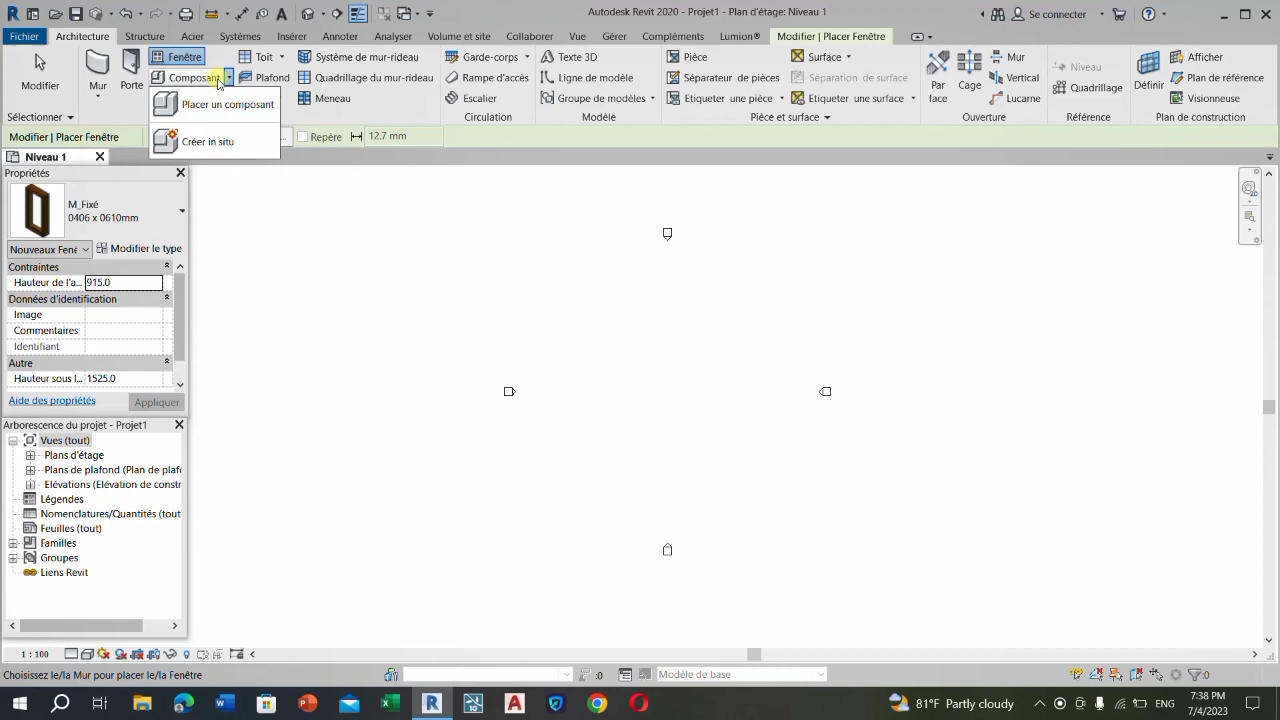 Autodesk Revit 2020 - Projet1 - Plan d'étage: Niveau 1
Se connecter
Fichier Architecture Structure Acier Systèmes Insérer Annoter Analyser Volume et site Collaborer Vue Gérer Compléments Lumion® Modifier | Placer Fenêtre
Modifier
Mur
Porte
Fenêtre
Composant
Toit
Plafond
Système de mur-rideau
Quadrillage du mur-rideau
Meneau
Garde-corps
Rampe d'accès
Escalier
Texte 3D
Ligne de modèle
Groupe de modèles
Pièce
Séparateur de pièces
Etiqueter une pièce
Surface
Séparation de surface
Etiqueter une surface
Par
face
Cage
Mur
Vertical
Lucarne
Niveau
Quadrillage
Définir
Afficher
Plan de référence
Visionneuse
Placer un composant
Créer in situ
Sélectionner
Circulation
Modèle
Pièce et surface
Ouverture
Référence
Plan de construction
Modifier | Placer Fenêtre
Repère
12.7 mm
Niveau 1
Propriétés
M_Fixé
0406 x 0610mm
Nouveaux Fenê
Modifier le type
Contraintes
Hauteur de l'a... 915.0
Données d'identification
Image
Commentaires
Identifiant
Autre
Hauteur sous l... 1525.0
Aide des propriétés
Appliquer
Arborescence du projet - Projet1
Vues (tout)
Plans d'étage
Plans de plafond (Plan de plafo
Elévations (Elévation de constr
Légendes
Nomenclatures/Quantités (tout
Feuilles (tout)
Familles
Groupes
Liens Revit
1 : 100
Choisissez le/la Mur pour placer le/la Fenêtre
:0
Modèle de base
:0
81°F Partly cloudy
ENG
7:38 PM
7/4/2023